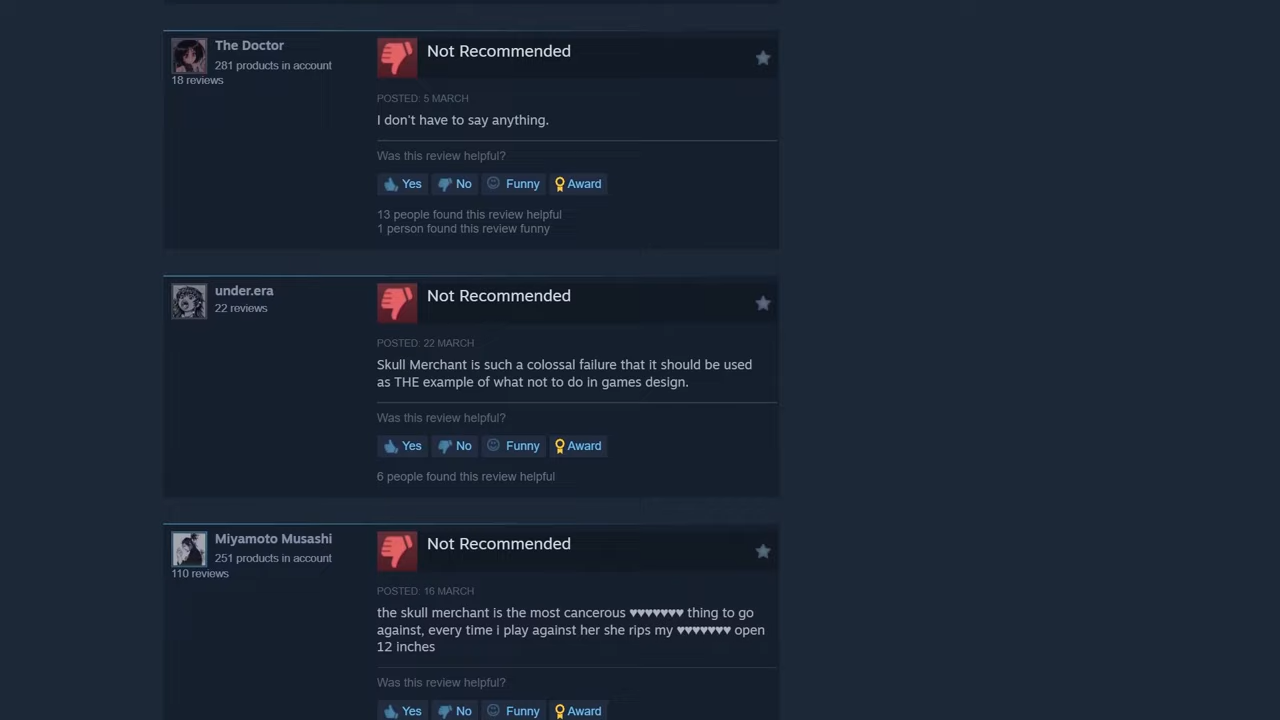 The Doctor
281 products in account
18 reviews
Not Recommended
POSTED: 5 MARCH
I don't have to say anything.
Was this review helpful?
Yes No Funny Award
13 people found this review helpful
1 person found this review funny
under.era
22 reviews
Not Recommended
POSTED: 22 MARCH
Skull Merchant is such a colossal failure that it should be used
as THE example of what not to do in games design.
Was this review helpful?
Yes No Funny Award
6 people found this review helpful
Miyamoto Musashi
251 products in account
110 reviews
Not Recommended
POSTED: 16 MARCH
the skull merchant is the most cancerous ♥♥♥♥♥♥♥ thing to go
against, every time i play against her she rips my ♥♥♥♥♥♥♥ open
12 inches
Was this review helpful?
Yes No Funny Award